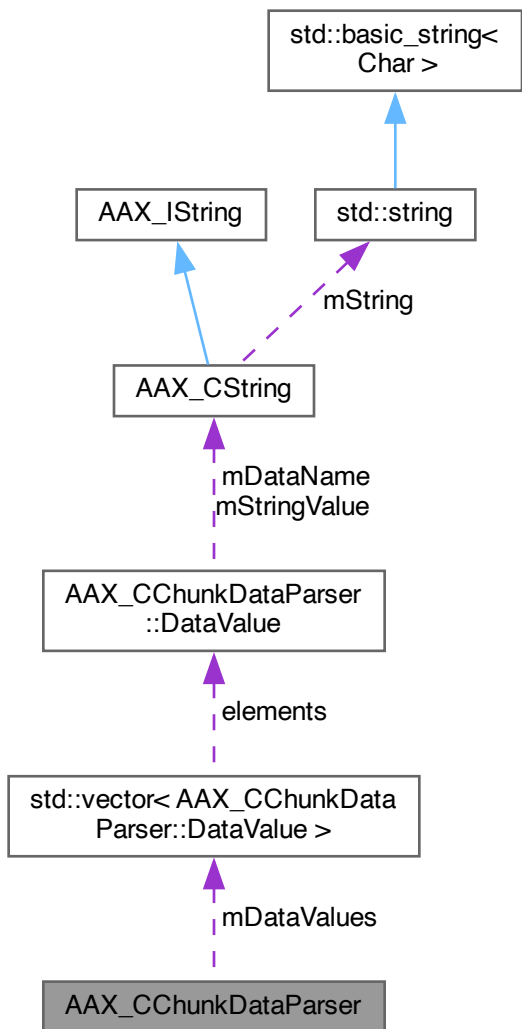 std::basic_string<
Char >
AAX_IString
std::string
mString
AAX_CString
mDataName
mStringValue
AAX_CChunkDataParser
::DataValue
elements
std::vector< AAX_CChunkData
Parser::DataValue >
mDataValues
AAX_CChunkDataParser